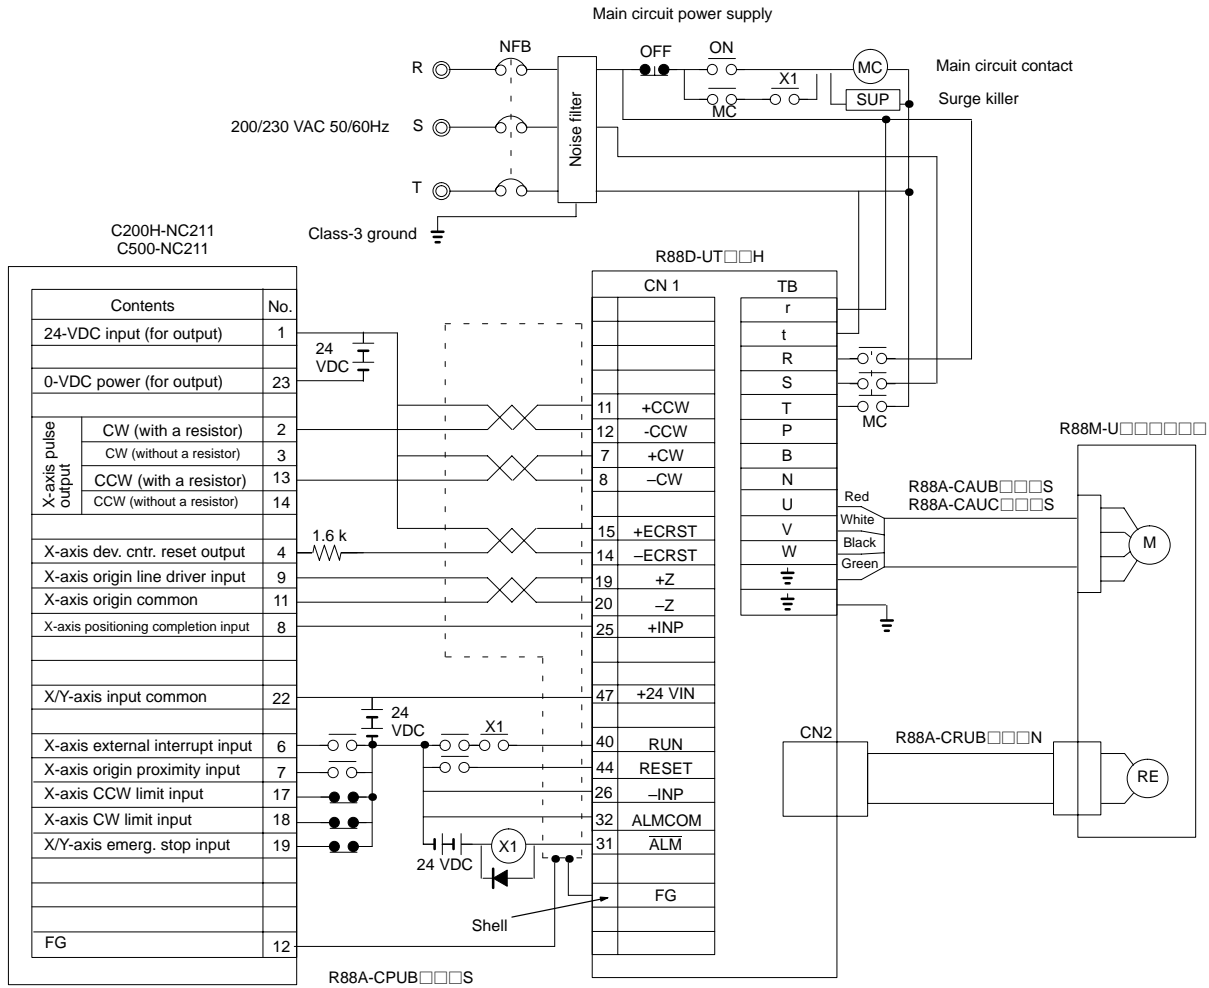 Main circuit power supply
NFB
OFF
ON
R
MC
Main circuit contact
X1
SUP
Surge killer
MC
Noise filter
200/230 VAC 50/60Hz
S
T
Class-3 ground
C200H-NC211
C500-NC211
R88D-UT□□H
CN 1
TB
Contents
No.
24-VDC input (for output)
1
24
VDC
0-VDC power (for output)
23
X-axis pulse
output
CW (with a resistor)
2
CW (without a resistor)
3
CCW (with a resistor)
13
CCW (without a resistor)
14
X-axis dev. cntr. reset output
4
1.6 k
X-axis origin line driver input
9
X-axis origin common
11
X-axis positioning completion input
8
X/Y-axis input common
22
24
VDC
X-axis external interrupt input
6
X1
X-axis origin proximity input
7
X-axis CCW limit input
17
X-axis CW limit input
18
X/Y-axis emerg. stop input
19
24 VDC
X1
FG
12
Shell
R88A-CPUB□□□S
11 +CCW
12 -CCW
7 +CW
8 –CW
15 +ECRST
14 –ECRST
19 +Z
20 –Z
25 +INP
47 +24 VIN
40 RUN
44 RESET
26 –INP
32 ALMCOM
31 A̅L̅M̅
FG
r
t
R
S
T
P
B
N
U
V
W
MC
Red
White
Black
Green
R88A-CAUB□□□S
R88A-CAUC□□□S
R88M-U□□□□□□
M
CN2
R88A-CRUB□□□N
RE